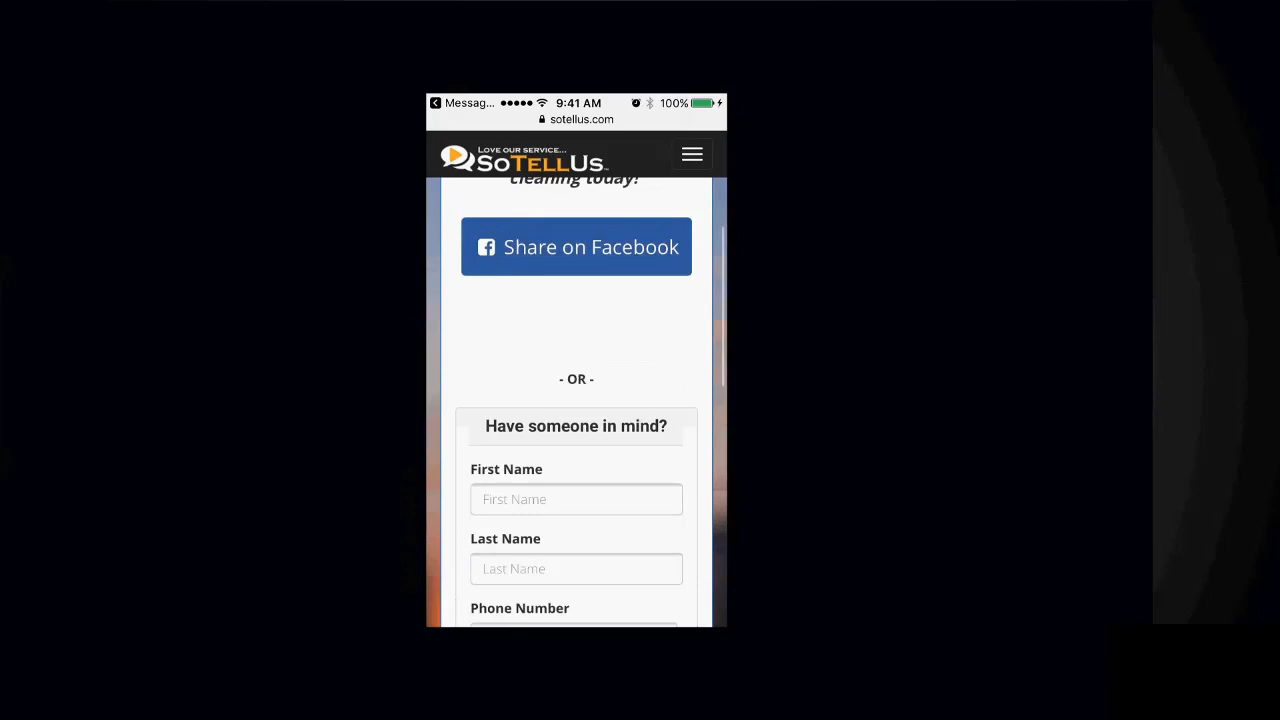 Messag... 9:41 AM 100%
sotellus.com
LOVE OUR SERVICE...
SOTELLUS
cleaning today!
Share on Facebook
- OR -
Have someone in mind?
First Name
First Name
Last Name
Last Name
Phone Number